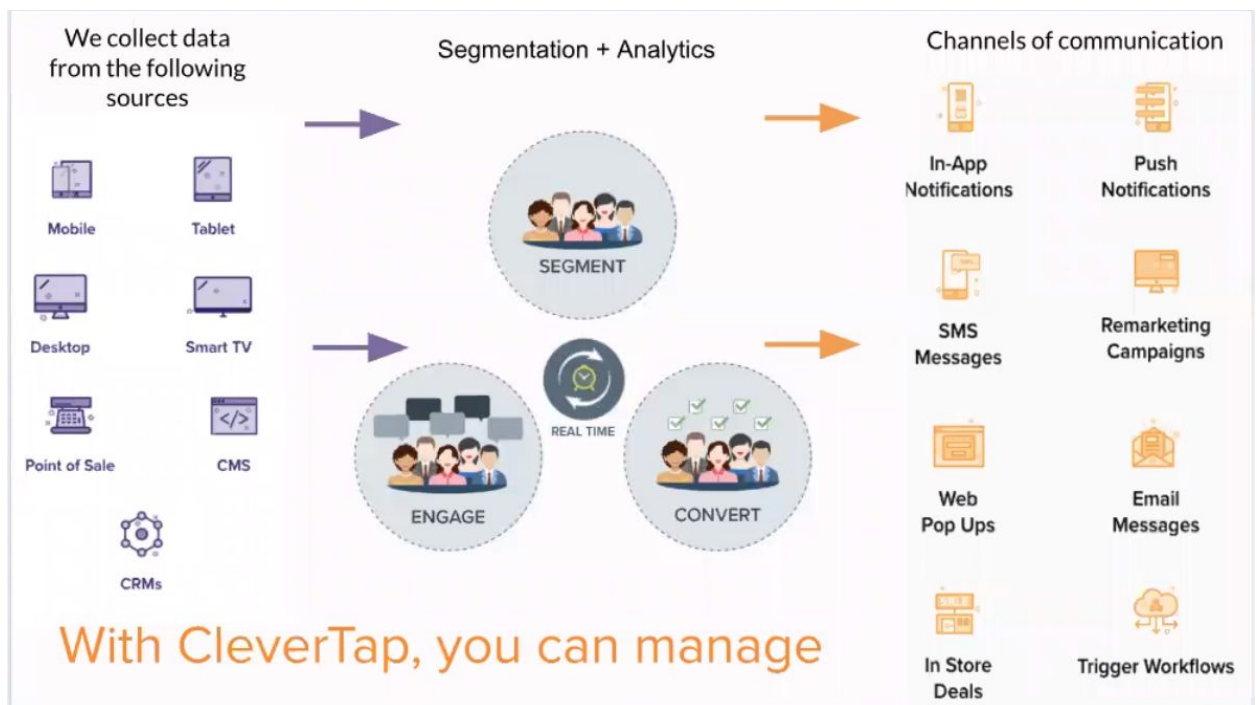 We collect data
from the following
sources
Mobile
Tablet
Desktop
Smart TV
Point of Sale
CMS
CRMs
Segmentation + Analytics
SEGMENT
REAL TIME
ENGAGE
CONVERT
Channels of communication
In-App
Notifications
Push
Notifications
SMS
Messages
Remarketing
Campaigns
Web
Pop Ups
Email
Messages
SALE
In Store
Deals
Trigger Workflows
With CleverTap, you can manage